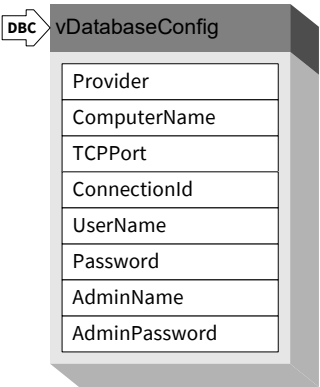 DBC
vDatabaseConfig
Provider
ComputerName
TCPPort
ConnectionId
UserName
Password
AdminName
AdminPassword